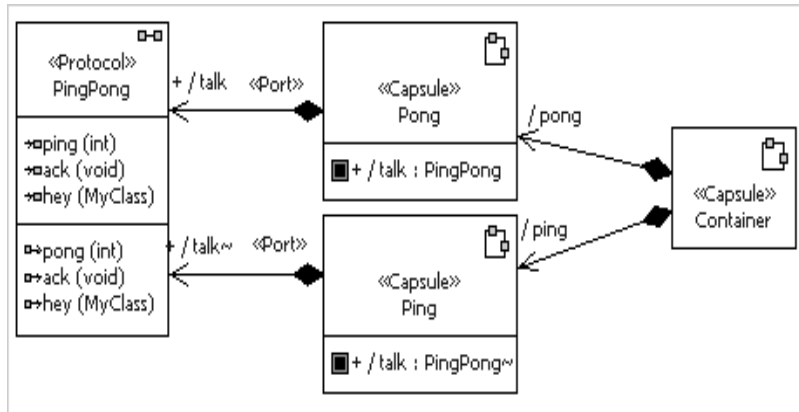 «Protocol»
PingPong
ping (int)
ack (void)
hey (MyClass)
pong (int)
ack (void)
hey (MyClass)
+ / talk «Port»
+ / talk~ «Port»
«Capsule»
Pong
+ / talk : PingPong
«Capsule»
Ping
+ / talk : PingPong~
/ pong
/ ping
«Capsule»
Container